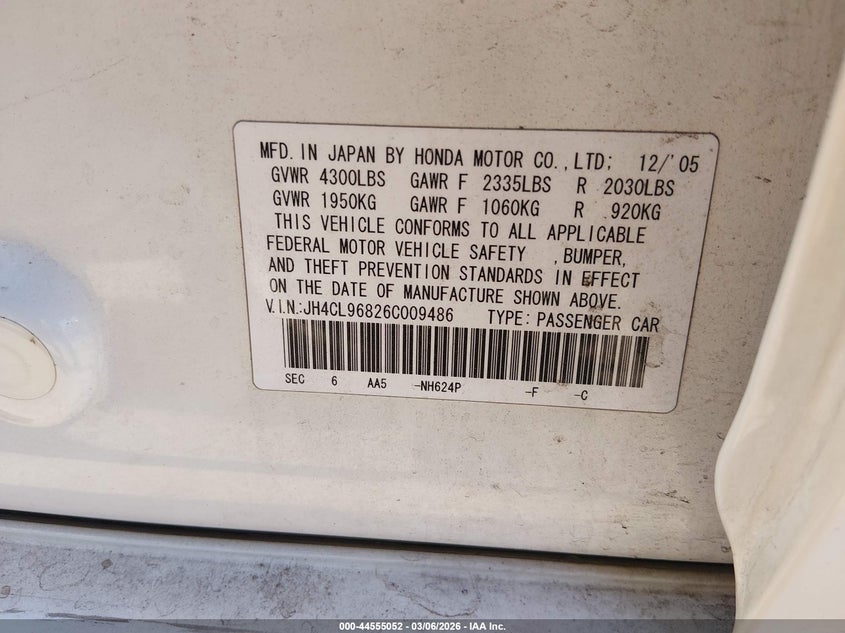 MFD. IN JAPAN BY HONDA MOTOR CO.,LTD; 12/'05
GVWR 4300LBS GAWR F 2335LBS R 2030LBS
GVWR 1950KG GAWR F 1060KG R 920KG
THIS VEHICLE CONFORMS TO ALL APPLICABLE
FEDERAL MOTOR VEHICLE SAFETY ,BUMPER,
AND THEFT PREVENTION STANDARDS IN EFFECT
ON THE DATE OF MANUFACTURE SHOWN ABOVE.
V.I.N.:JH4CL96826C009486 TYPE: PASSENGER CAR
SEC 6 AA5 -NH624P -F -C
000-44555052 - 03/06/2026 - IAA Inc.